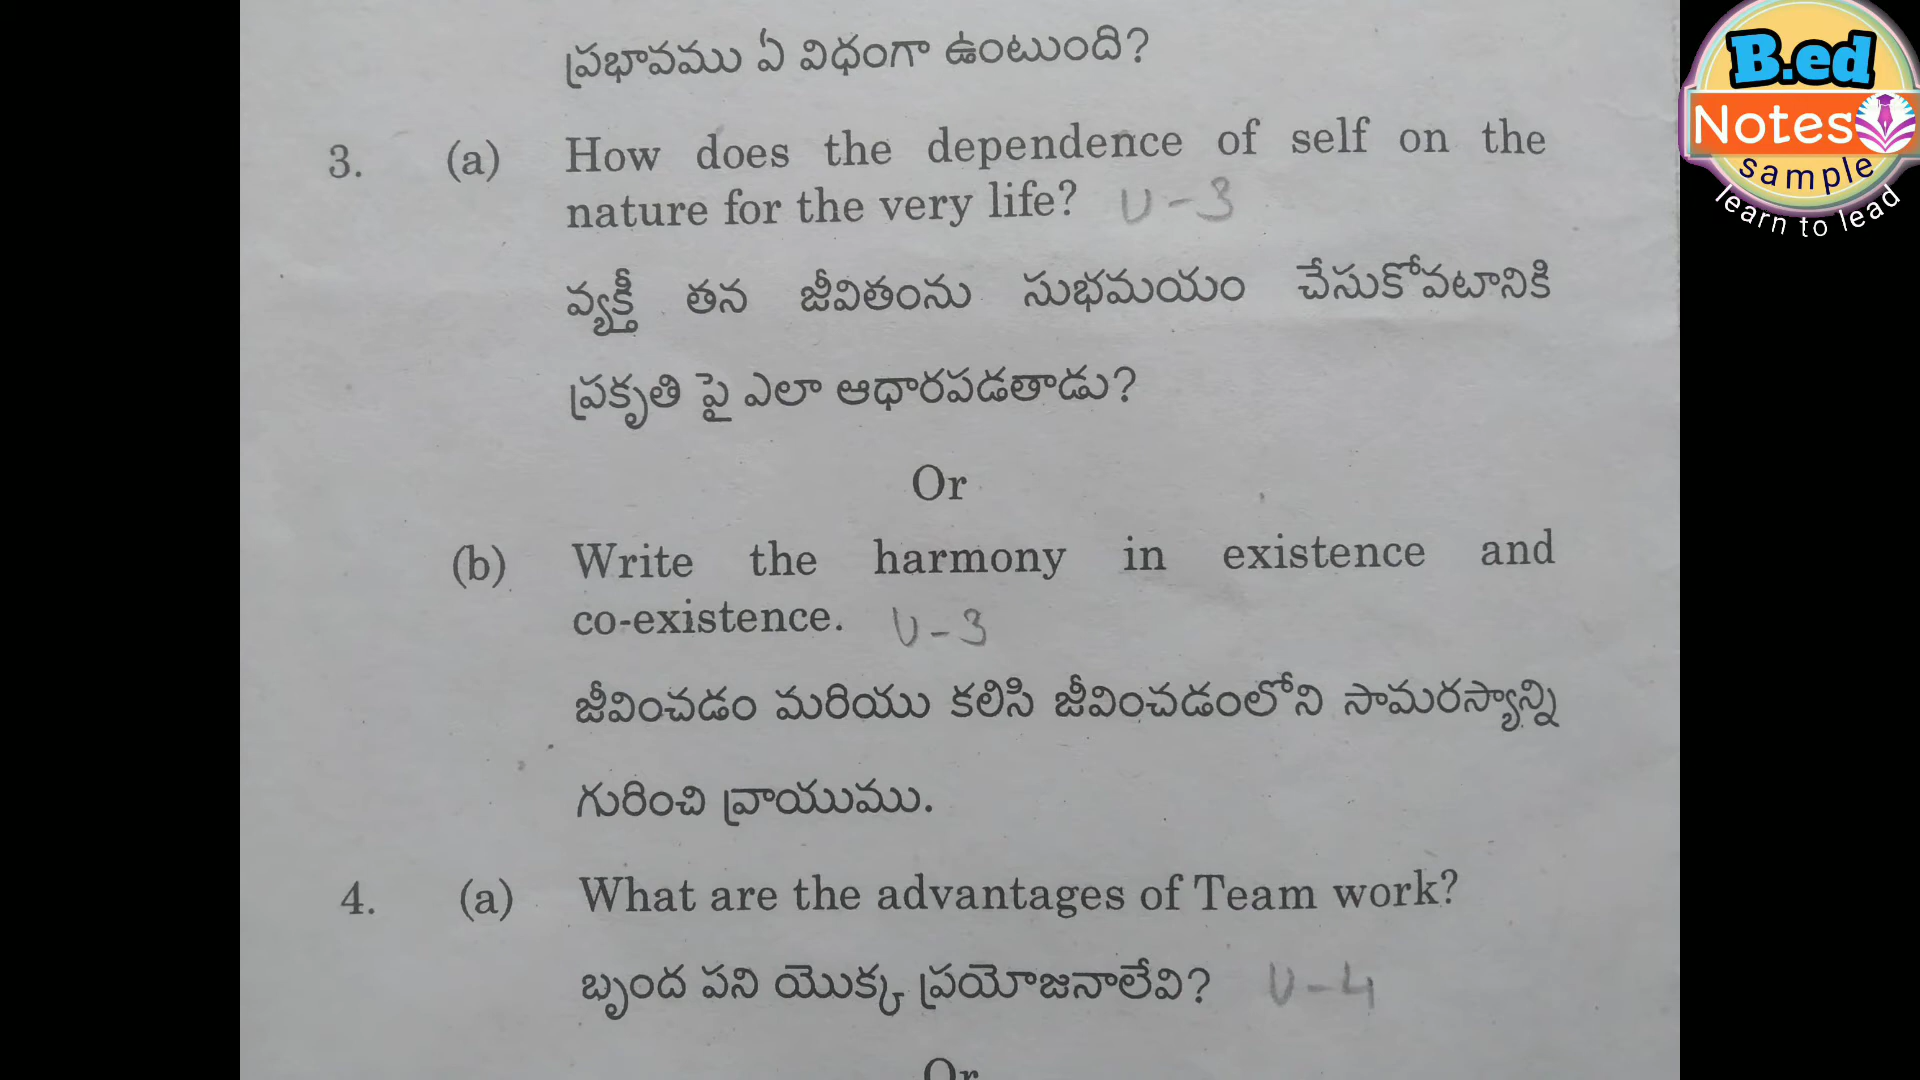 ప్రభావము ఏ విధంగా ఉంటుంది?
3. (a) How does the dependence of self on the
nature for the very life? U-3
వ్యక్తీ తన జీవితంను సుభమయం చేసుకోవటానికి
ప్రకృతి పై ఎలా ఆధారపడతాడు?
Or
(b) Write the harmony in existence and
co-existence. U-3
జీవించడం మరియు కలిసి జీవించడంలోని సామరస్యాన్ని
గురించి వ్రాయుము.
4. (a) What are the advantages of Team work?
బృంద పని యొక్క ప్రయోజనాలేవి? U-4
Or
B.ed
Notes
sample
learn to lead